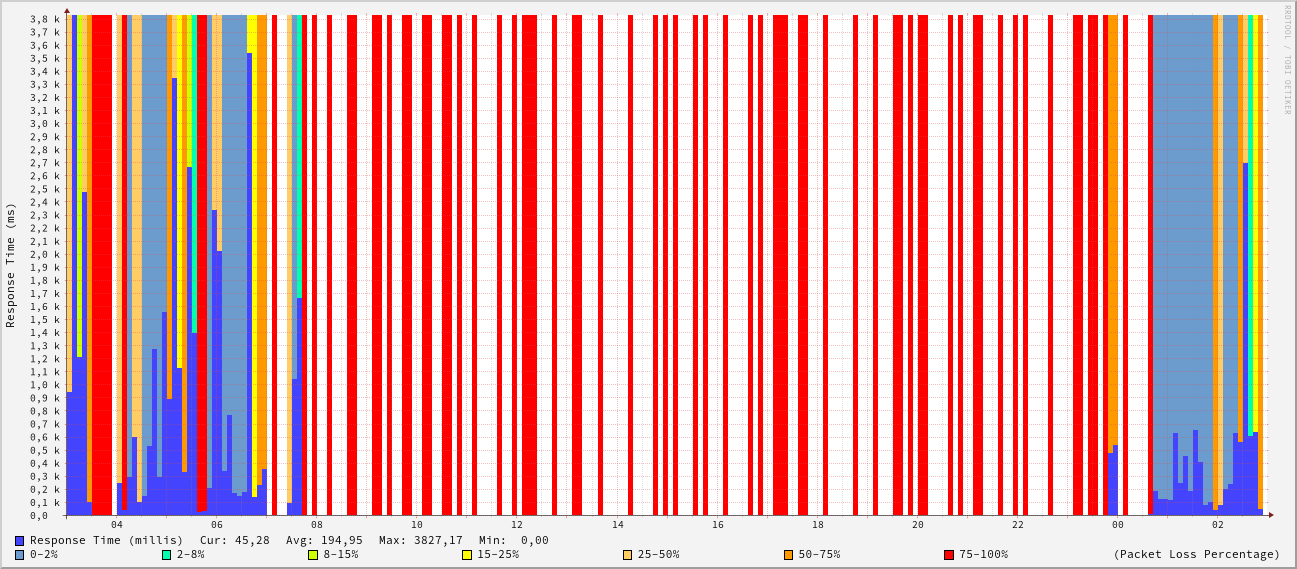 RRDTOOL / TOBI OETIKER
Response Time (ms)
3,8 k
3,7 k
3,6 k
3,5 k
3,4 k
3,3 k
3,2 k
3,1 k
3,0 k
2,9 k
2,8 k
2,7 k
2,6 k
2,5 k
2,4 k
2,3 k
2,2 k
2,1 k
2,0 k
1,9 k
1,8 k
1,7 k
1,6 k
1,5 k
1,4 k
1,3 k
1,2 k
1,1 k
1,0 k
0,9 k
0,8 k
0,7 k
0,6 k
0,5 k
0,4 k
0,3 k
0,2 k
0,1 k
0,0
04 06 08 10 12 14 16 18 20 22 00 02
Response Time (millis) Cur: 45,28 Avg: 194,95 Max: 3827,17 Min: 0,00
0-2% 2-8% 8-15% 15-25% 25-50% 50-75% 75-100% (Packet Loss Percentage)